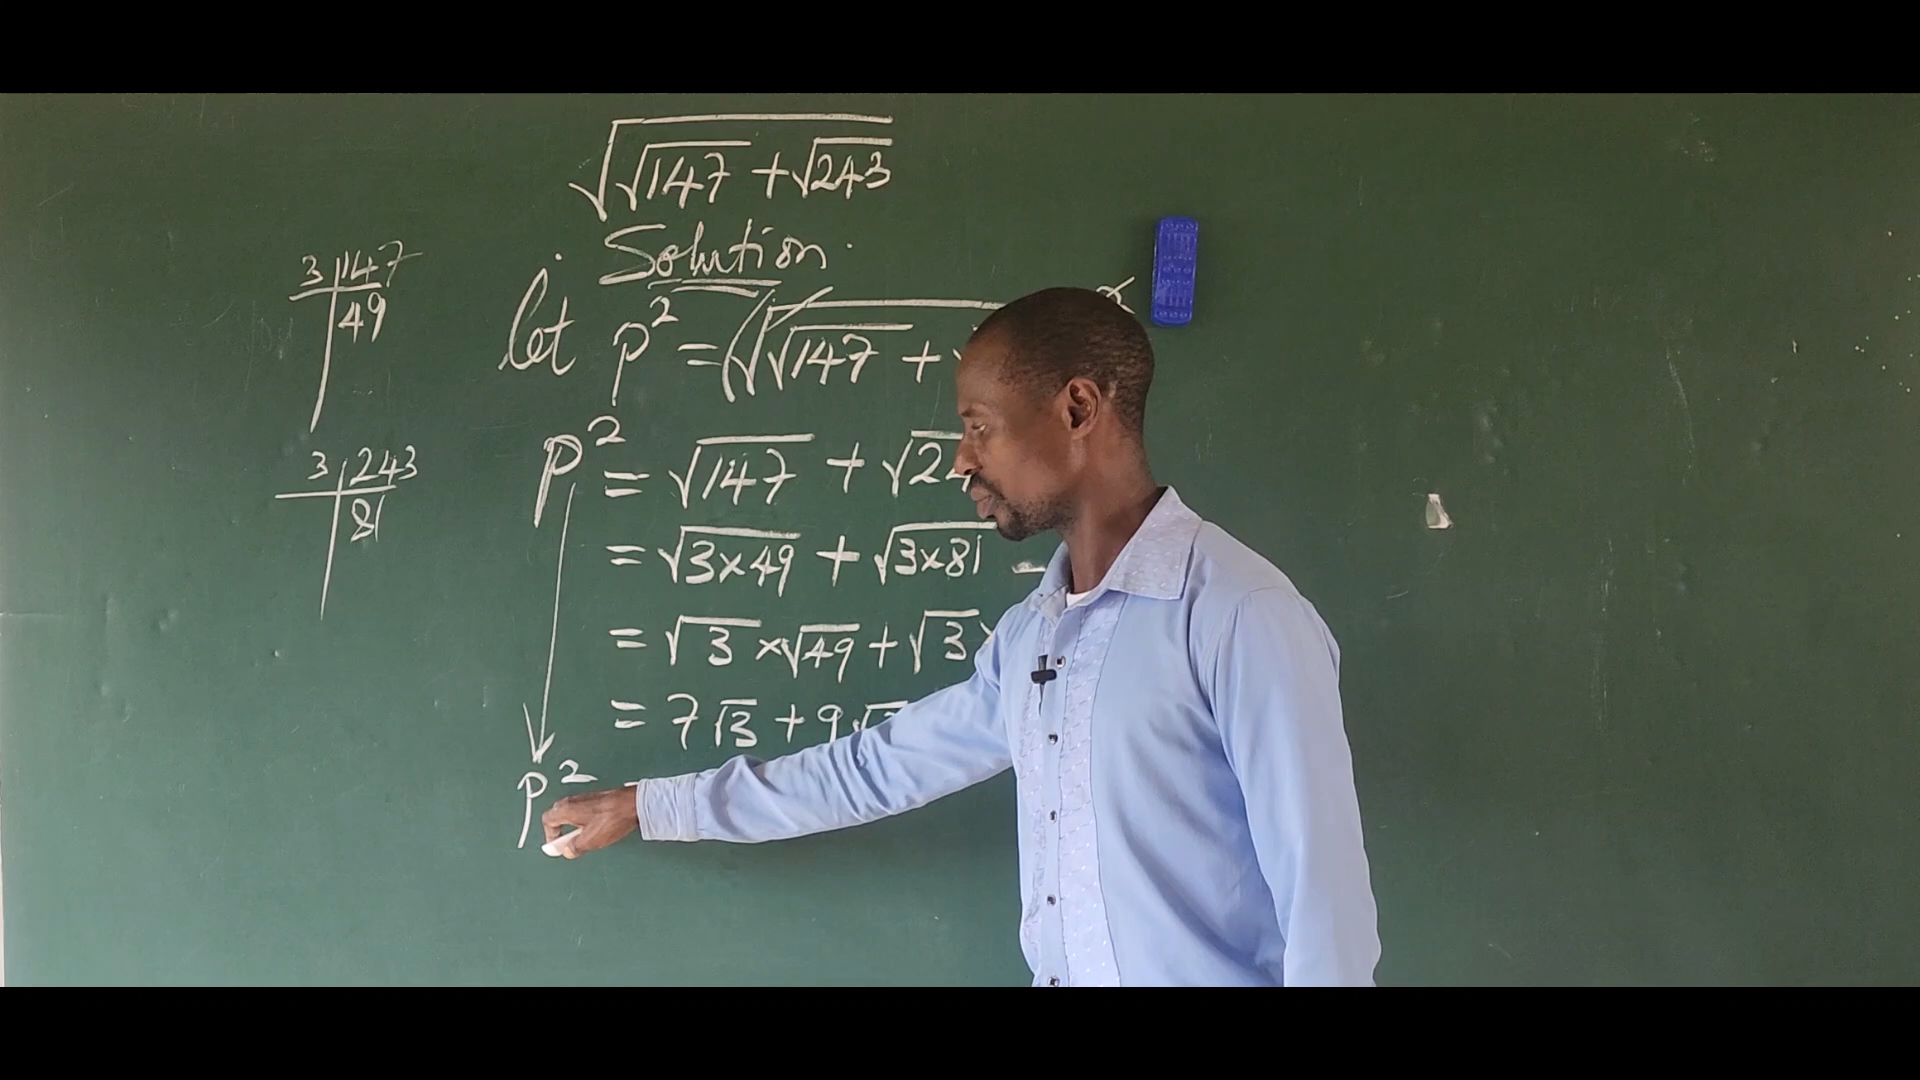 √(√147 + √243)
Solution.
let p² = (√(√147 +
p² = √147 + √24
= √(3×49) + √(3×81)
= √3 × √49 + √3
= 7√3 + 9√3
p²
3 | 147
49
3 | 243
81